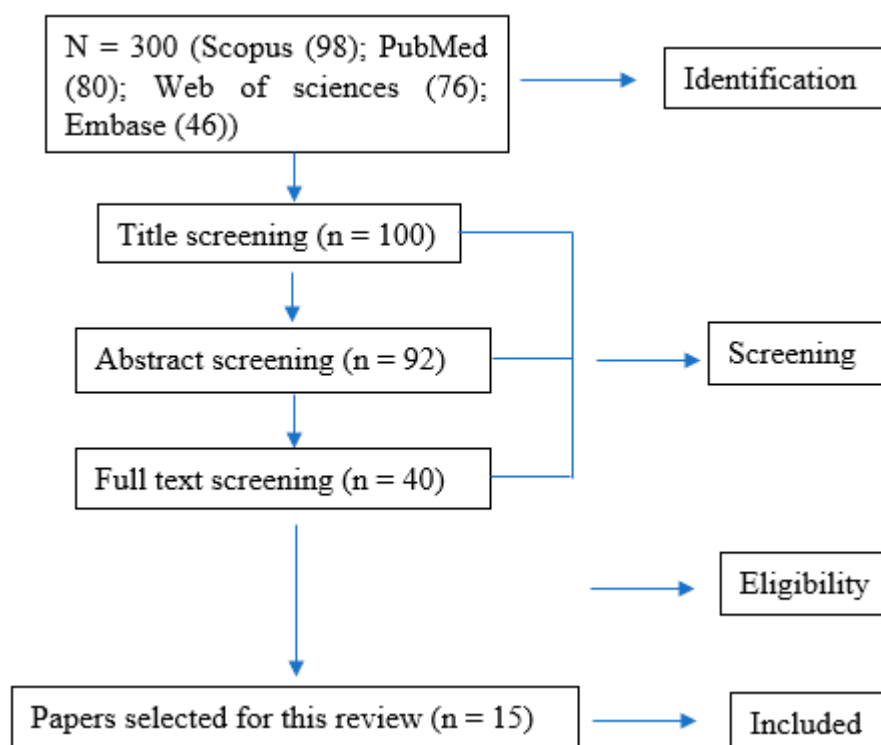 N = 300 (Scopus (98); PubMed
(80); Web of sciences (76);
Embase (46))
Identification
Title screening (n = 100)
Abstract screening (n = 92)
Screening
Full text screening (n = 40)
Eligibility
Papers selected for this review (n = 15)
Included